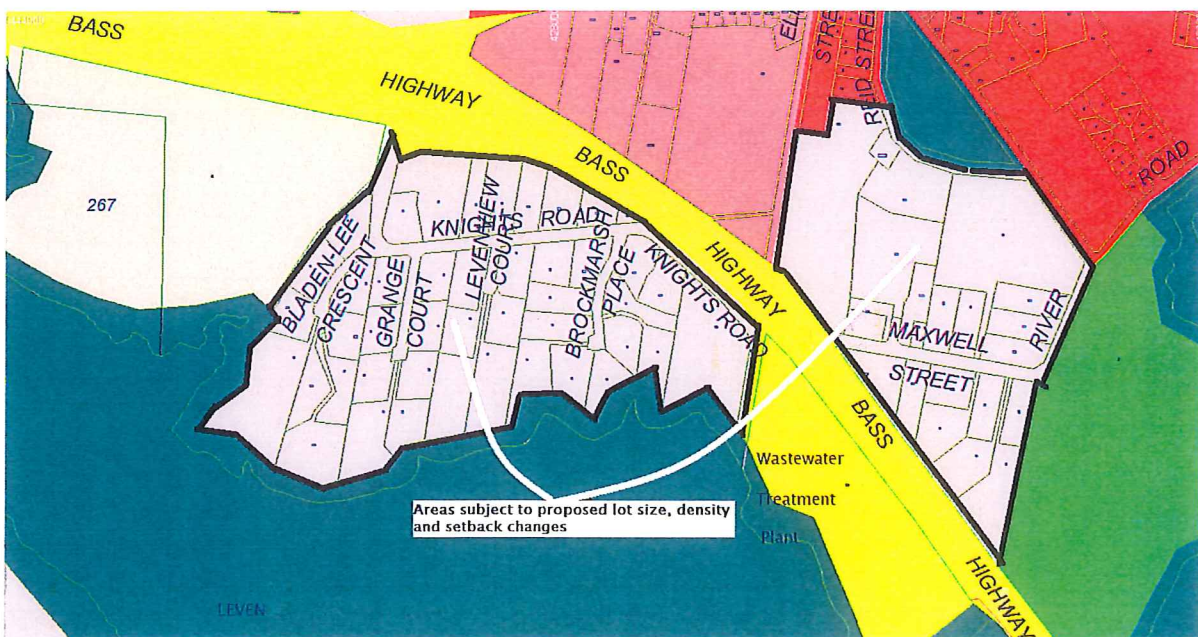 BASS
HIGHWAY
BASS
HIGHWAY
BASS
HIGHWAY
REID STREET
ROAD
267
BLADEN-LEE
CRESCENT
GRANGE
COURT
LEVENVIEW
COURT
KNIGHTS ROAD
BROCKMARSH
PLACE
KNIGHTS ROAD
MAXWELL
STREET
RIVER
Wastewater
Treatment
Plant
Areas subject to proposed lot size, density
and setback changes
LEVEN